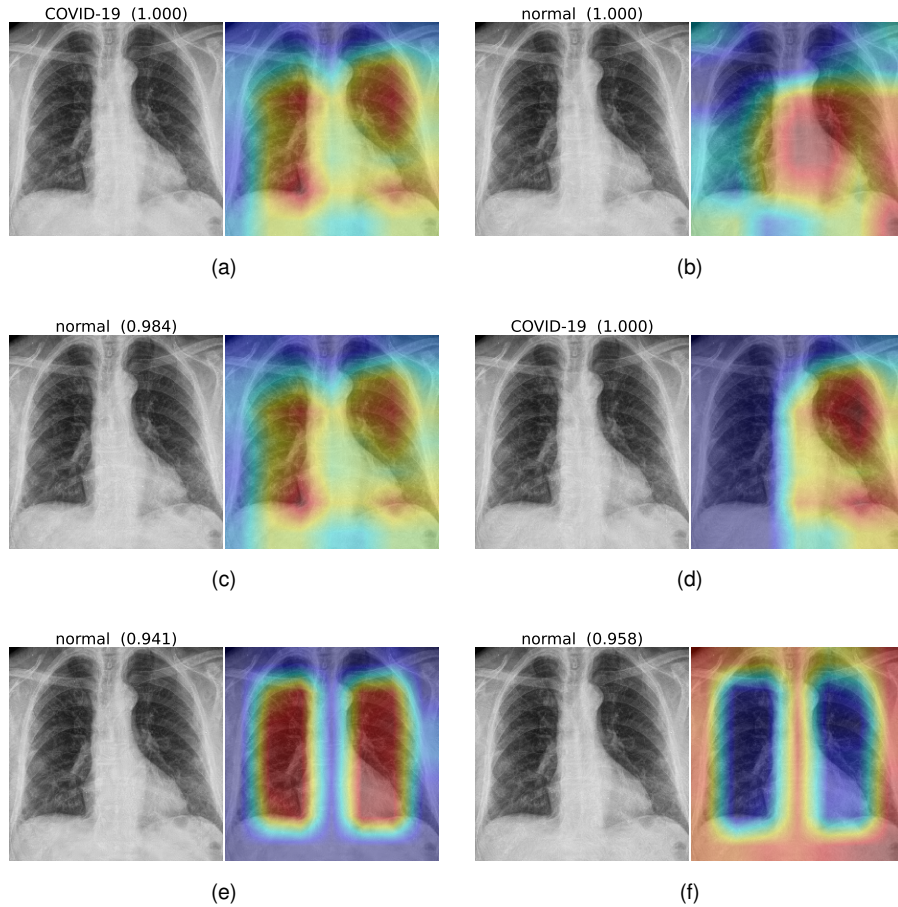 COVID-19 (1.000)
normal (1.000)
(a)
(b)
normal (0.984)
COVID-19 (1.000)
(c)
(d)
normal (0.941)
normal (0.958)
(e)
(f)